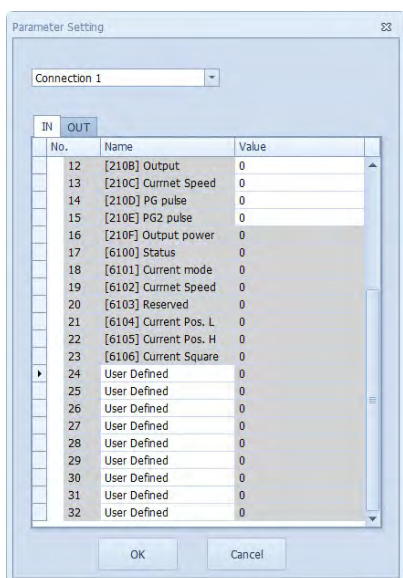 Parameter Setting
Connection 1
IN OUT
No. Name Value
12 [210B] Output 0
13 [210C] Currnet Speed 0
14 [210D] PG pulse 0
15 [210E] PG2 pulse 0
16 [210F] Output power 0
17 [6100] Status 0
18 [6101] Current mode 0
19 [6102] Currnet Speed 0
20 [6103] Reserved 0
21 [6104] Current Pos. L 0
22 [6105] Current Pos. H 0
23 [6106] Current Square 0
24 User Defined 0
25 User Defined 0
26 User Defined 0
27 User Defined 0
28 User Defined 0
29 User Defined 0
30 User Defined 0
31 User Defined 0
32 User Defined 0
OK Cancel